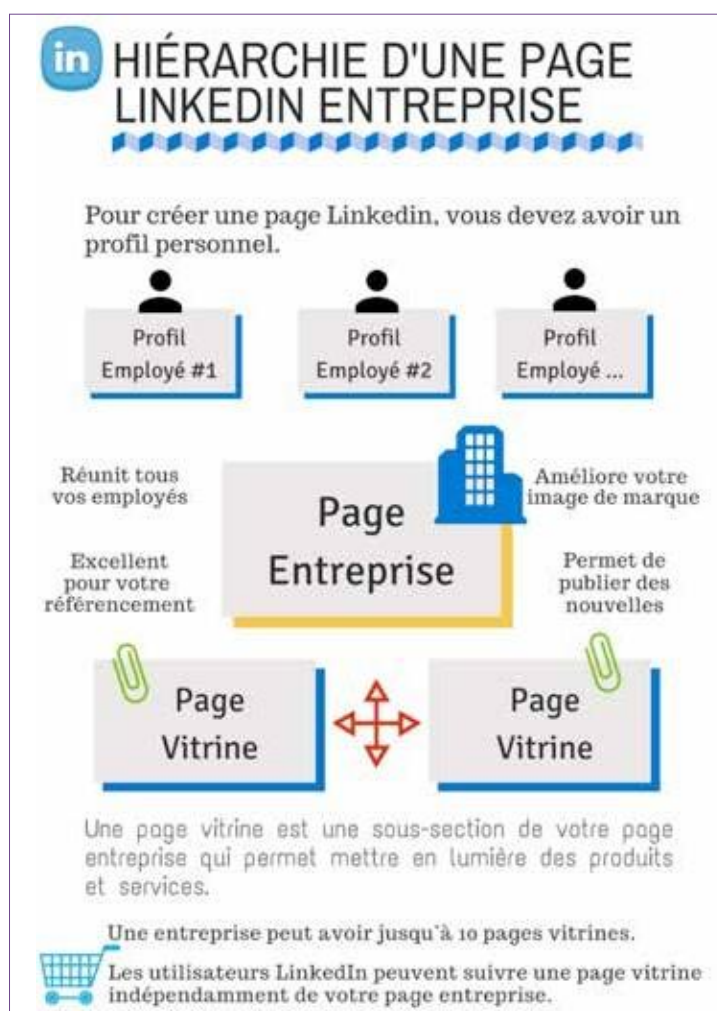 in
HIÉRARCHIE D'UNE PAGE
LINKEDIN ENTREPRISE
Pour créer une page Linkedin, vous devez avoir un
profil personnel.
Profil
Employé #1
Profil
Employé #2
Profil
Employé ...
Réunit tous
vos employés
Excellent
pour votre
référencement
Page
Entreprise
Améliore votre
image de marque
Permet de
publier des
nouvelles
Page
Vitrine
Page
Vitrine
Une page vitrine est une sous-section de votre page
entreprise qui permet mettre en lumière des produits
et services.
Une entreprise peut avoir jusqu'à 10 pages vitrines.
Les utilisateurs LinkedIn peuvent suivre une page vitrine
indépendamment de votre page entreprise.